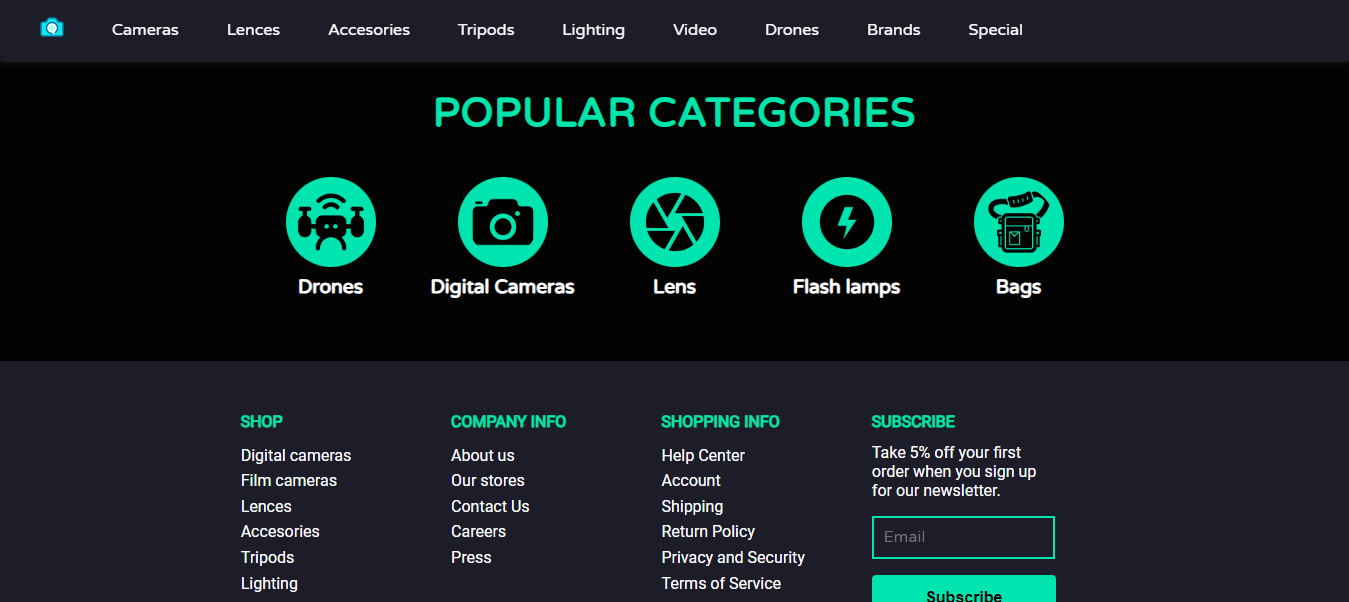 Cameras Lences Accesories Tripods Lighting Video Drones Brands Special
POPULAR CATEGORIES
Drones Digital Cameras Lens Flash lamps Bags
SHOP
Digital cameras
Film cameras
Lences
Accesories
Tripods
Lighting
COMPANY INFO
About us
Our stores
Contact Us
Careers
Press
SHOPPING INFO
Help Center
Account
Shipping
Return Policy
Privacy and Security
Terms of Service
SUBSCRIBE
Take 5% off your first
order when you sign up
for our newsletter.
Email
Subscribe